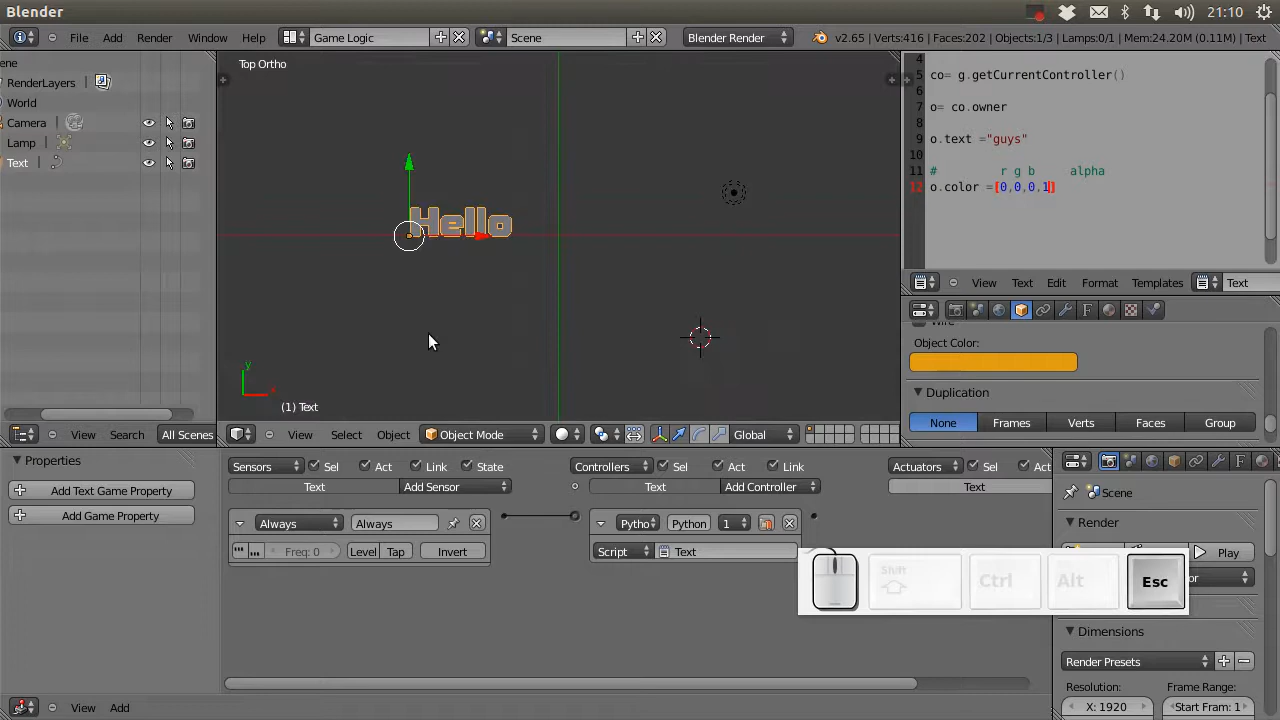 Blender
21:10
File Add Render Window Help
Game Logic
Scene
Blender Render
v2.65 | Verts:416 | Faces:202 | Objects:1/3 | Lamps:0/1 | Mem:24.20M (0.11M) | Text
ne
RenderLayers
World
Camera
Lamp
Text
View Search All Scenes
Top Ortho
Hello
y
x
(1) Text
View Select Object Object Mode Global
4
5 co= g.getCurrentController()
6
7 o= co.owner
8
9 o.text ="guys"
10
11 # r g b alpha
12 o.color =[0,0,0,1]
View Text Edit Format Templates Text
F
Wire
Object Color:
Duplication
None Frames Verts Faces Group
Properties
Add Text Game Property
Add Game Property
Sensors Sel Act Link State
Text Add Sensor
Always Always
Freq: 0 Level Tap Invert
Controllers Sel Act Link
Text Add Controller
Pytho Python 1
Script Text
Actuators Sel Act
Text
F
Scene
Render
Play
or
Dimensions
Render Presets
Resolution: Frame Range:
X: 1920 Start Fram: 1
Shift Ctrl Alt Esc
View Add